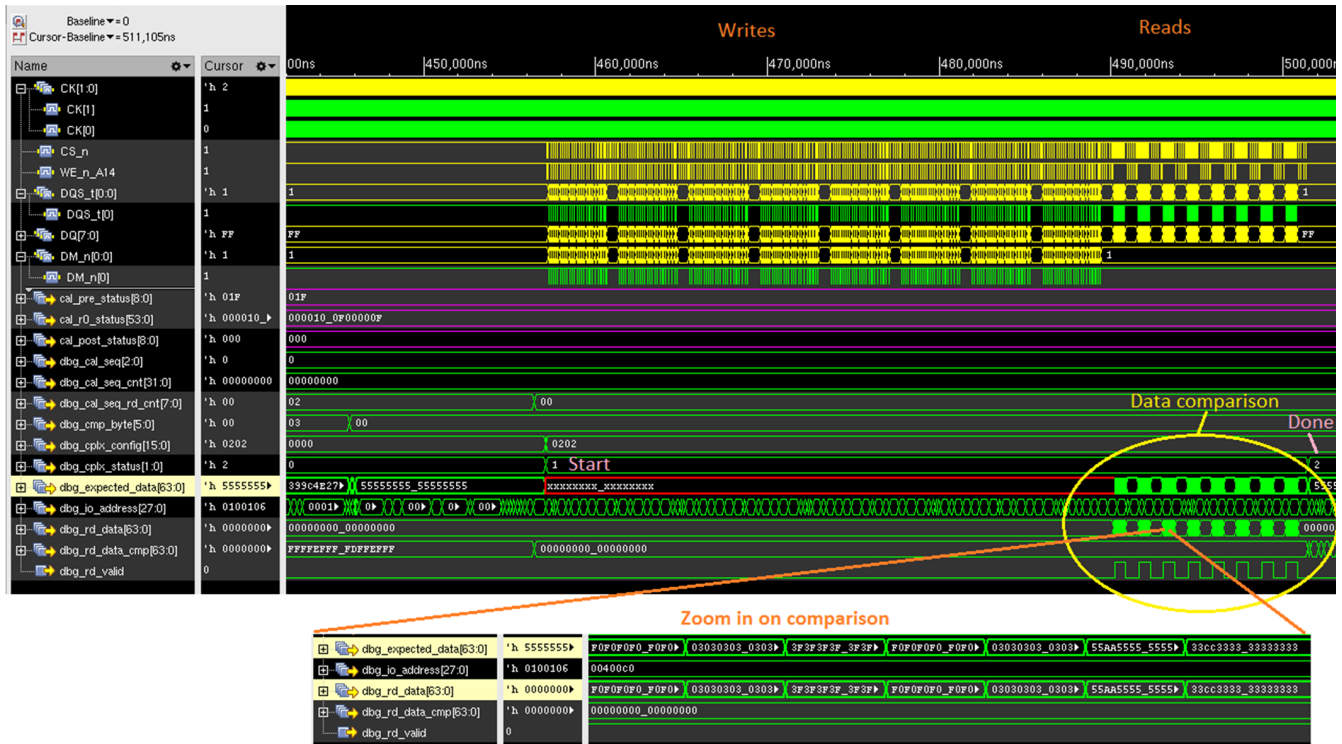 Baseline▼= 0
Cursor-Baseline▼= 511,105ns
Writes
Reads
Name Cursor 00ns 450,000ns 460,000ns 470,000ns 480,000ns 490,000ns 500,000n
CK[1:0] 'h 2
CK[1] 1
CK[0] 0
CS_n 1
WE_n_A14 1
DQS_t[0:0] 'h 1 1 1
DQS_t[0] 1
DQ[7:0] 'h FF FF FF
DM_n[0:0] 'h 1 1 1
DM_n[0] 1
cal_pre_status[8:0] 'h 01F 01F
cal_r0_status[53:0] 'h 000010_ 000010_0F00000F
cal_post_status[8:0] 'h 000 000
dbg_cal_seq[2:0] 'h 0 0
dbg_cal_seq_cnt[31:0] 'h 00000000 00000000
dbg_cal_seq_rd_cnt[7:0] 'h 00 02 00
Data comparison
dbg_cmp_byte[5:0] 'h 00 03 00
Done
dbg_cplx_config[15:0] 'h 0202 0000 0202
dbg_cplx_status[1:0] 'h 2 0 1 Start 2
dbg_expected_data[63:0] 'h 5555555 399c4E27 55555555_55555555 xxxxxxxx_xxxxxxxx 5555
dbg_io_address[27:0] 'h 0100106 0001 0 00 0 00
dbg_rd_data[63:0] 'h 0000000 00000000_00000000 00000
dbg_rd_data_cmp[63:0] 'h 0000000 FFFFEFFF_FDFFEFFF 00000000_00000000
dbg_rd_valid 0
Zoom in on comparison
dbg_expected_data[63:0] 'h 5555555 F0F0F0F0_F0F0 03030303_0303 3F3F3F3F_3F3F F0F0F0F0_F0F0 03030303_0303 55AA5555_5555 33cc3333_33333333
dbg_io_address[27:0] 'h 0100106 00400c0
dbg_rd_data[63:0] 'h 0000000 F0F0F0F0_F0F0 03030303_0303 3F3F3F3F_3F3F F0F0F0F0_F0F0 03030303_0303 55AA5555_5555 33cc3333_33333333
dbg_rd_data_cmp[63:0] 'h 0000000 00000000_00000000
dbg_rd_valid 0